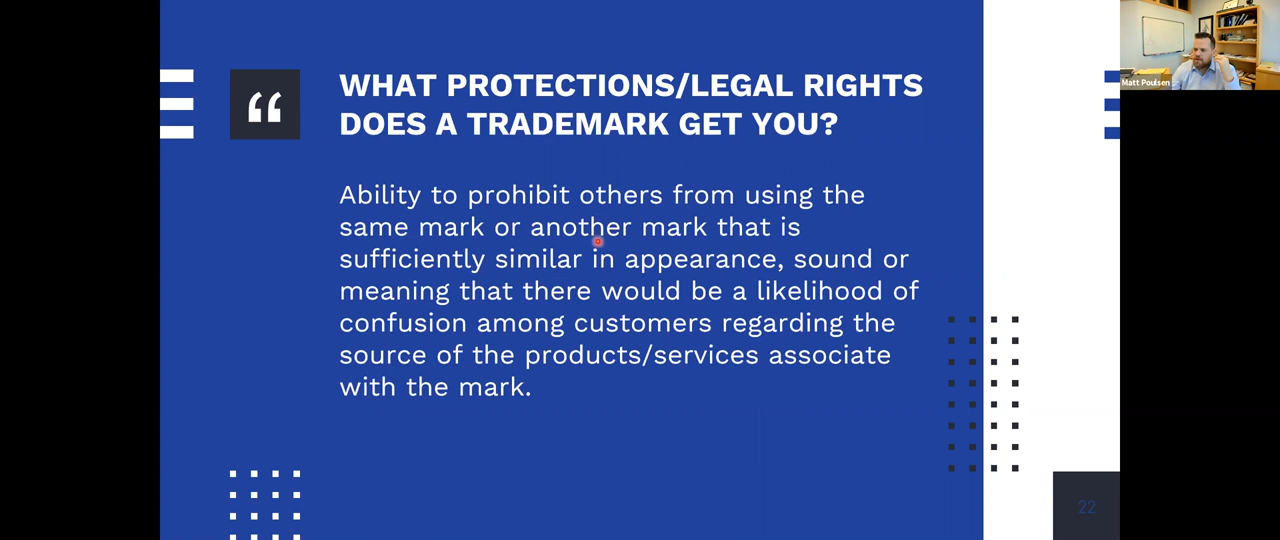 “
WHAT PROTECTIONS/LEGAL RIGHTS
DOES A TRADEMARK GET YOU?
Ability to prohibit others from using the
same mark or another mark that is
sufficiently similar in appearance, sound or
meaning that there would be a likelihood of
confusion among customers regarding the
source of the products/services associate
with the mark.
22
Matt Poulsen